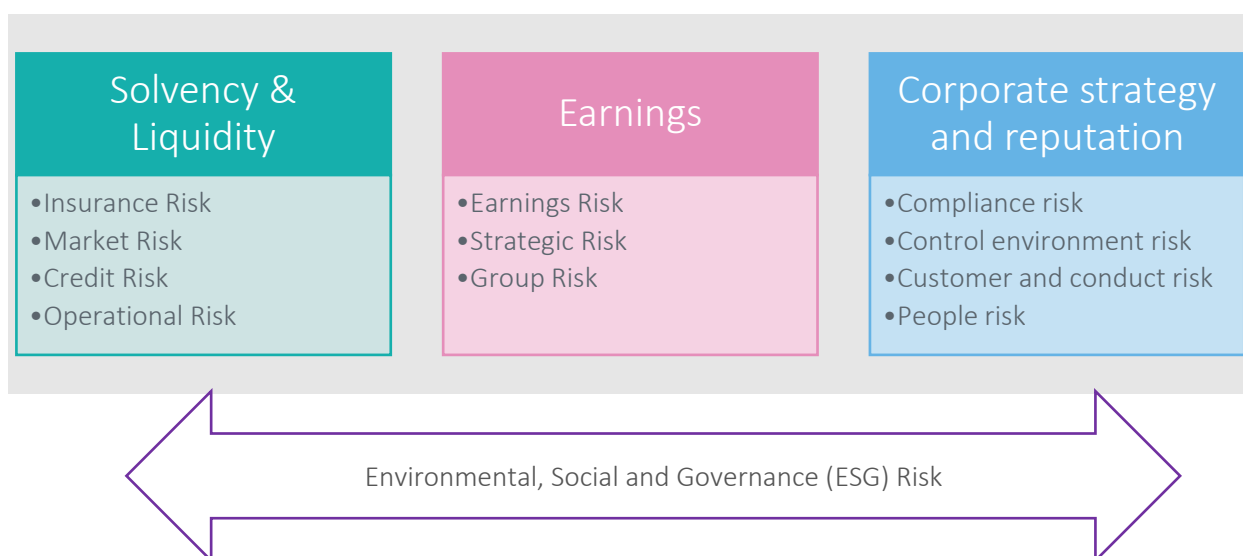 Solvency &
Liquidity
•Insurance Risk
•Market Risk
•Credit Risk
•Operational Risk
Earnings
•Earnings Risk
•Strategic Risk
•Group Risk
Corporate strategy
and reputation
•Compliance risk
•Control environment risk
•Customer and conduct risk
•People risk
Environmental, Social and Governance (ESG) Risk